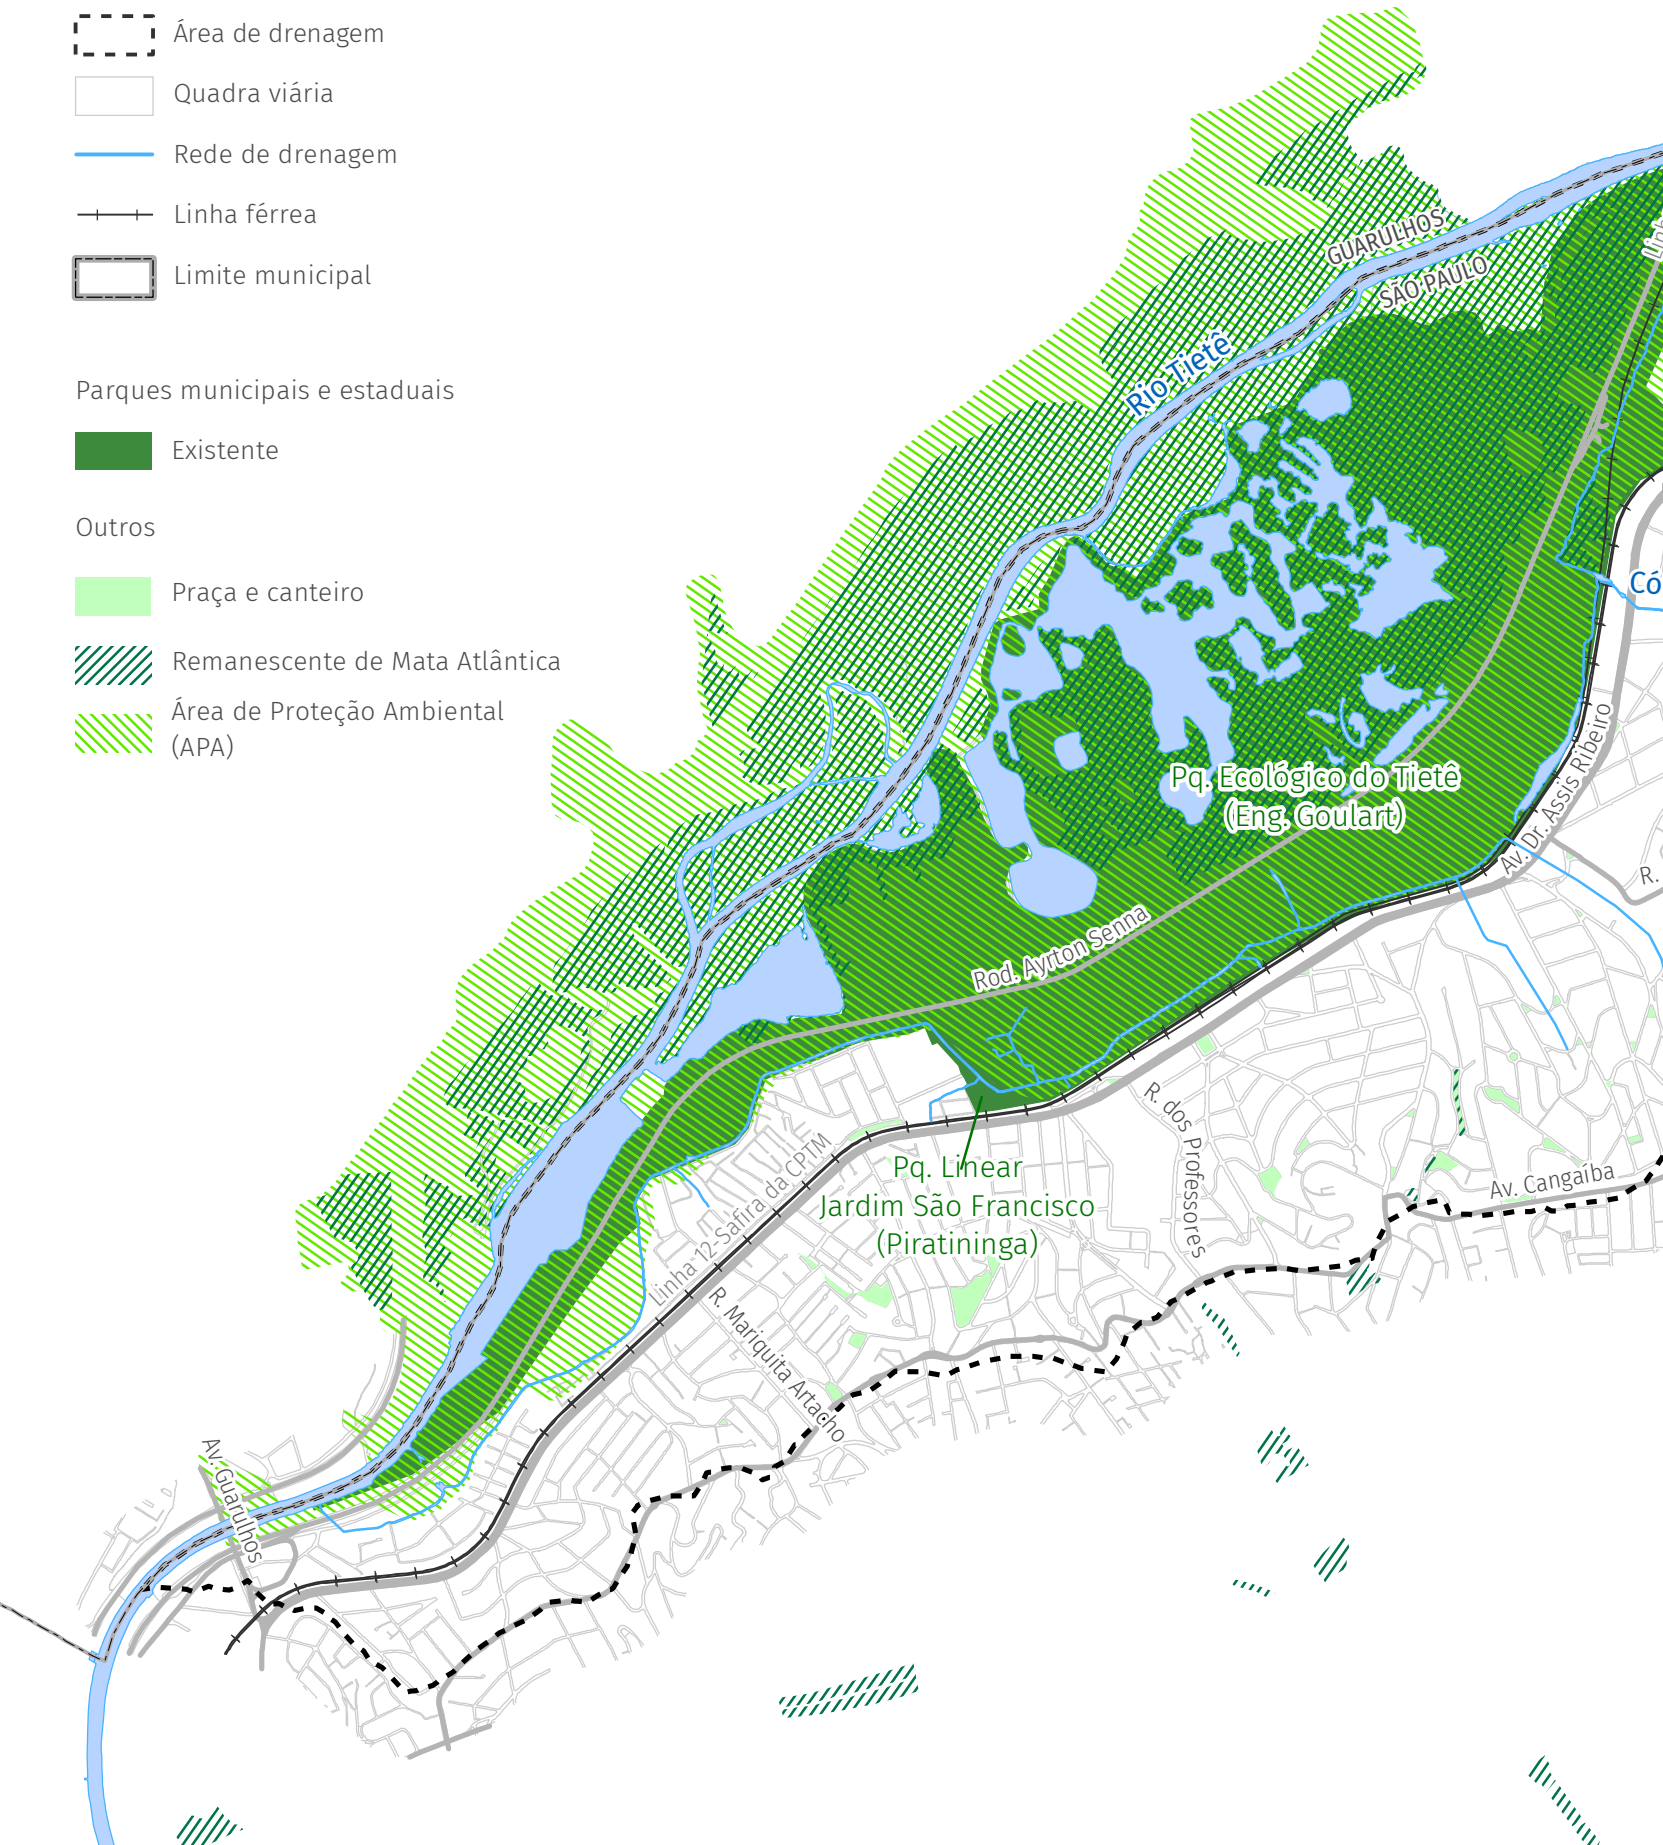 Área de drenagem
Quadra viária
Rede de drenagem
Linha férrea
Limite municipal
Parques municipais e estaduais
Existente
Outros
Praça e canteiro
Remanescente de Mata Atlântica
Área de Proteção Ambiental
(APA)
GUARULHOS
SÃO PAULO
Rio Tietê
Pq. Ecológico do Tietê
(Eng. Goulart)
Av. Dr. Assis Ribeiro
R.
Rod. Ayrton Senna
R. dos Professores
Pq. Linear
Jardim São Francisco
(Piratininga)
Av. Cangaíba
Linha 12-Safira da CPTM
R. Mariquita Artacho
Av. Guarulhos